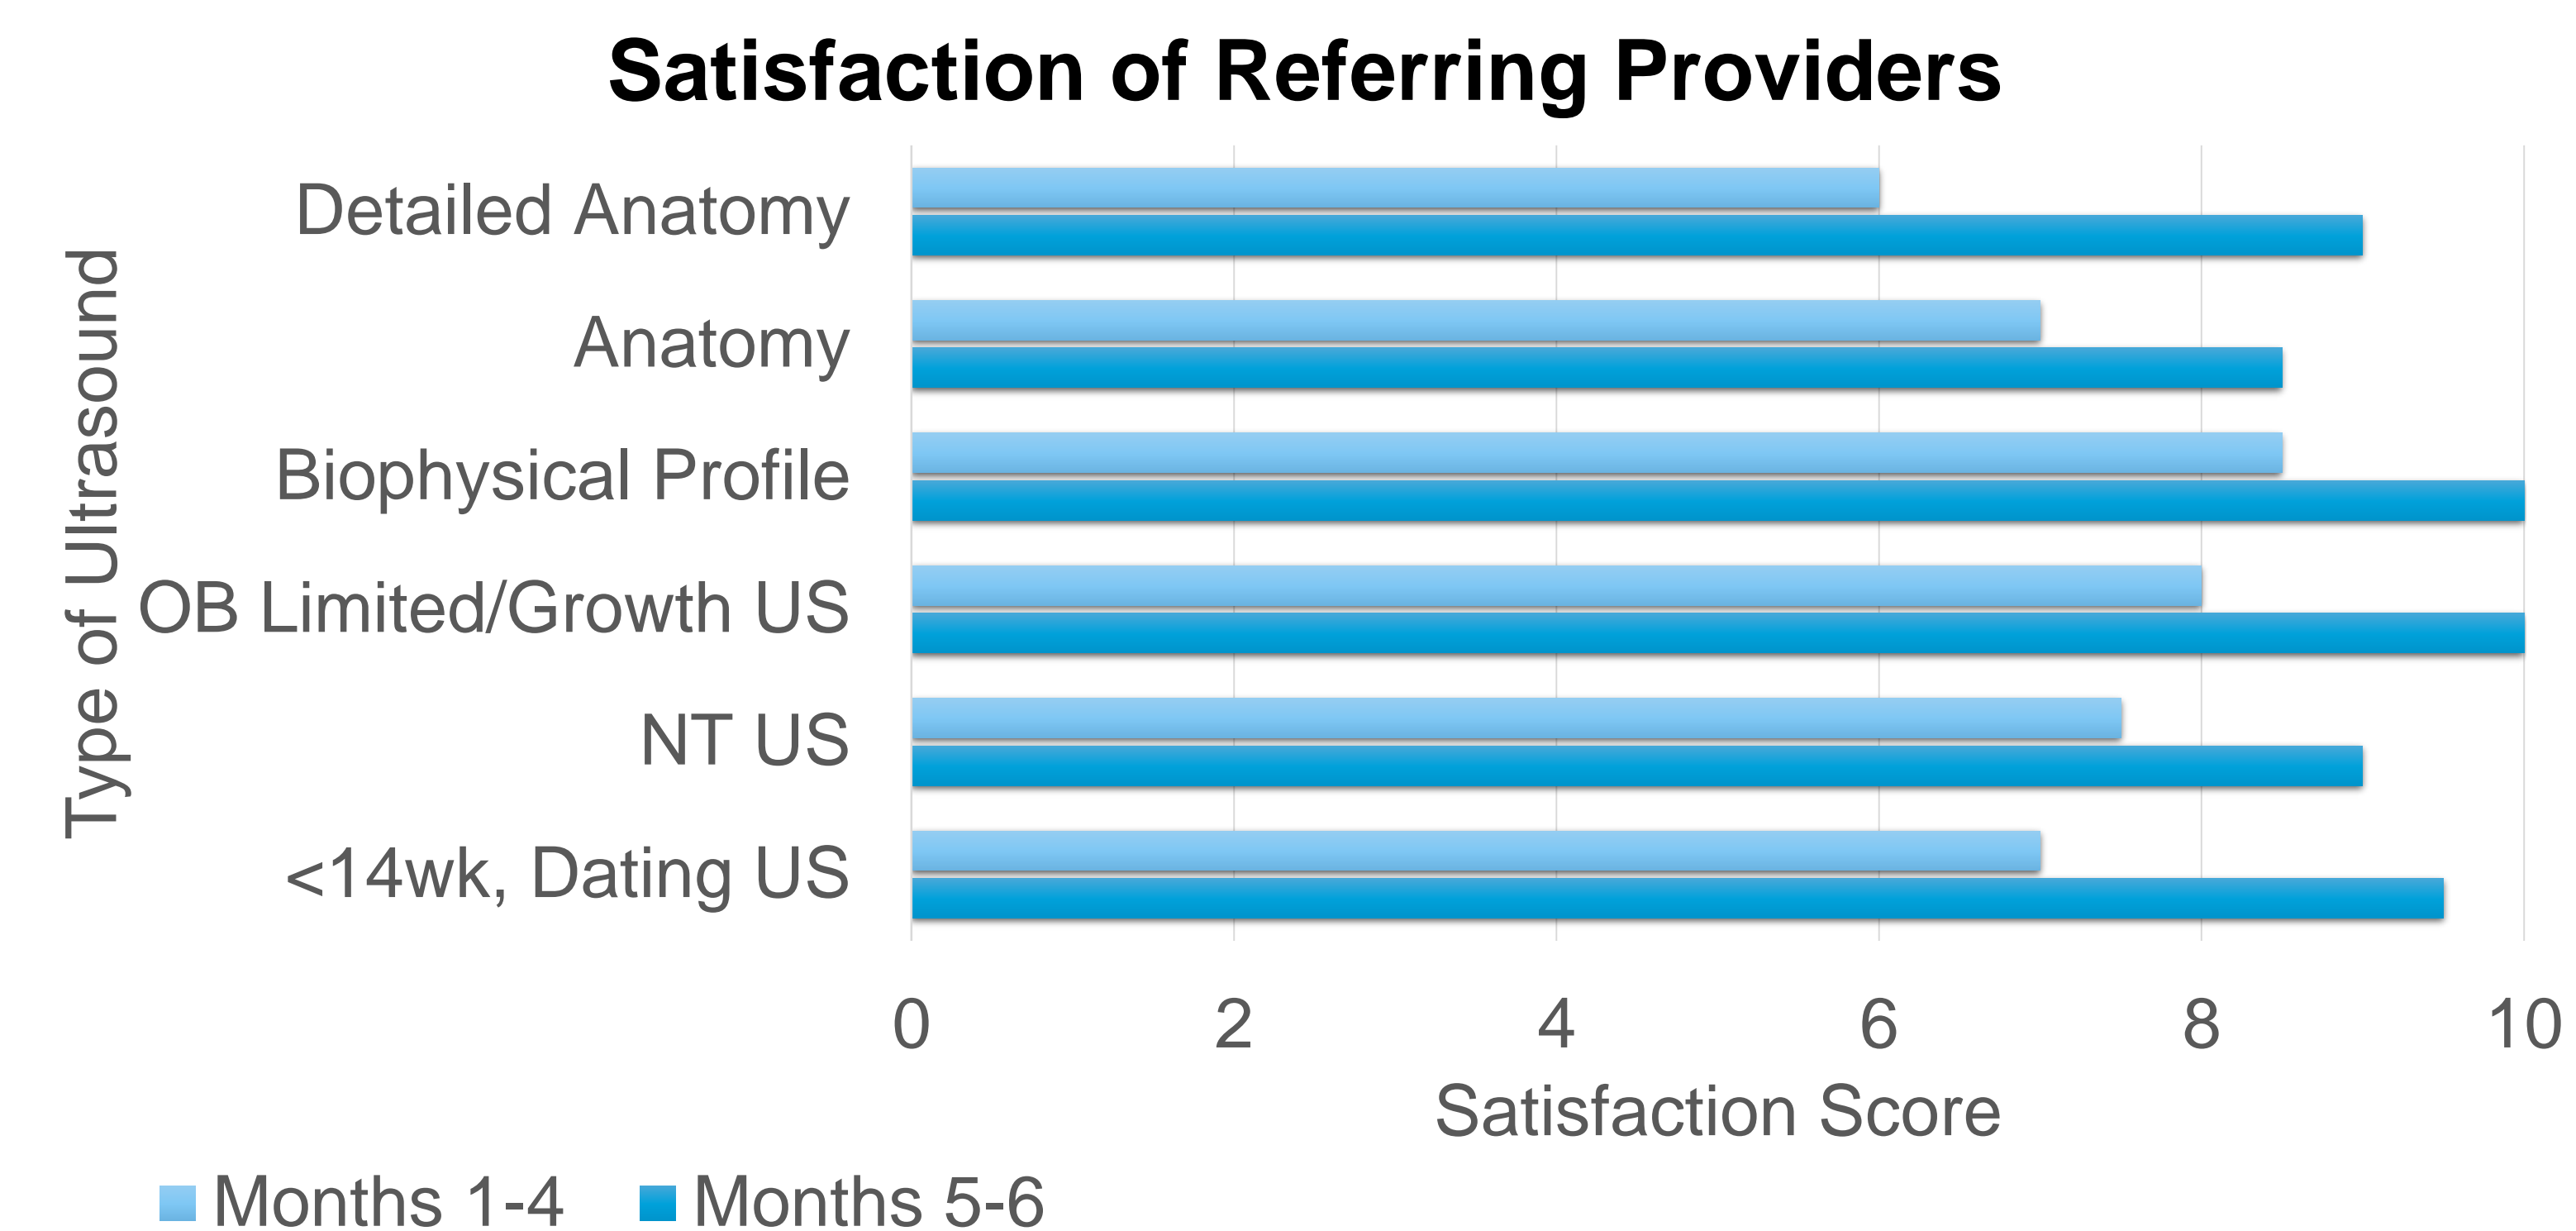 Satisfaction of Referring Providers
Type of Ultrasound
Detailed Anatomy
Anatomy
Biophysical Profile
OB Limited/Growth US
NT US
<14wk, Dating US
0 2 4 6 8 10
Satisfaction Score
Months 1-4 Months 5-6